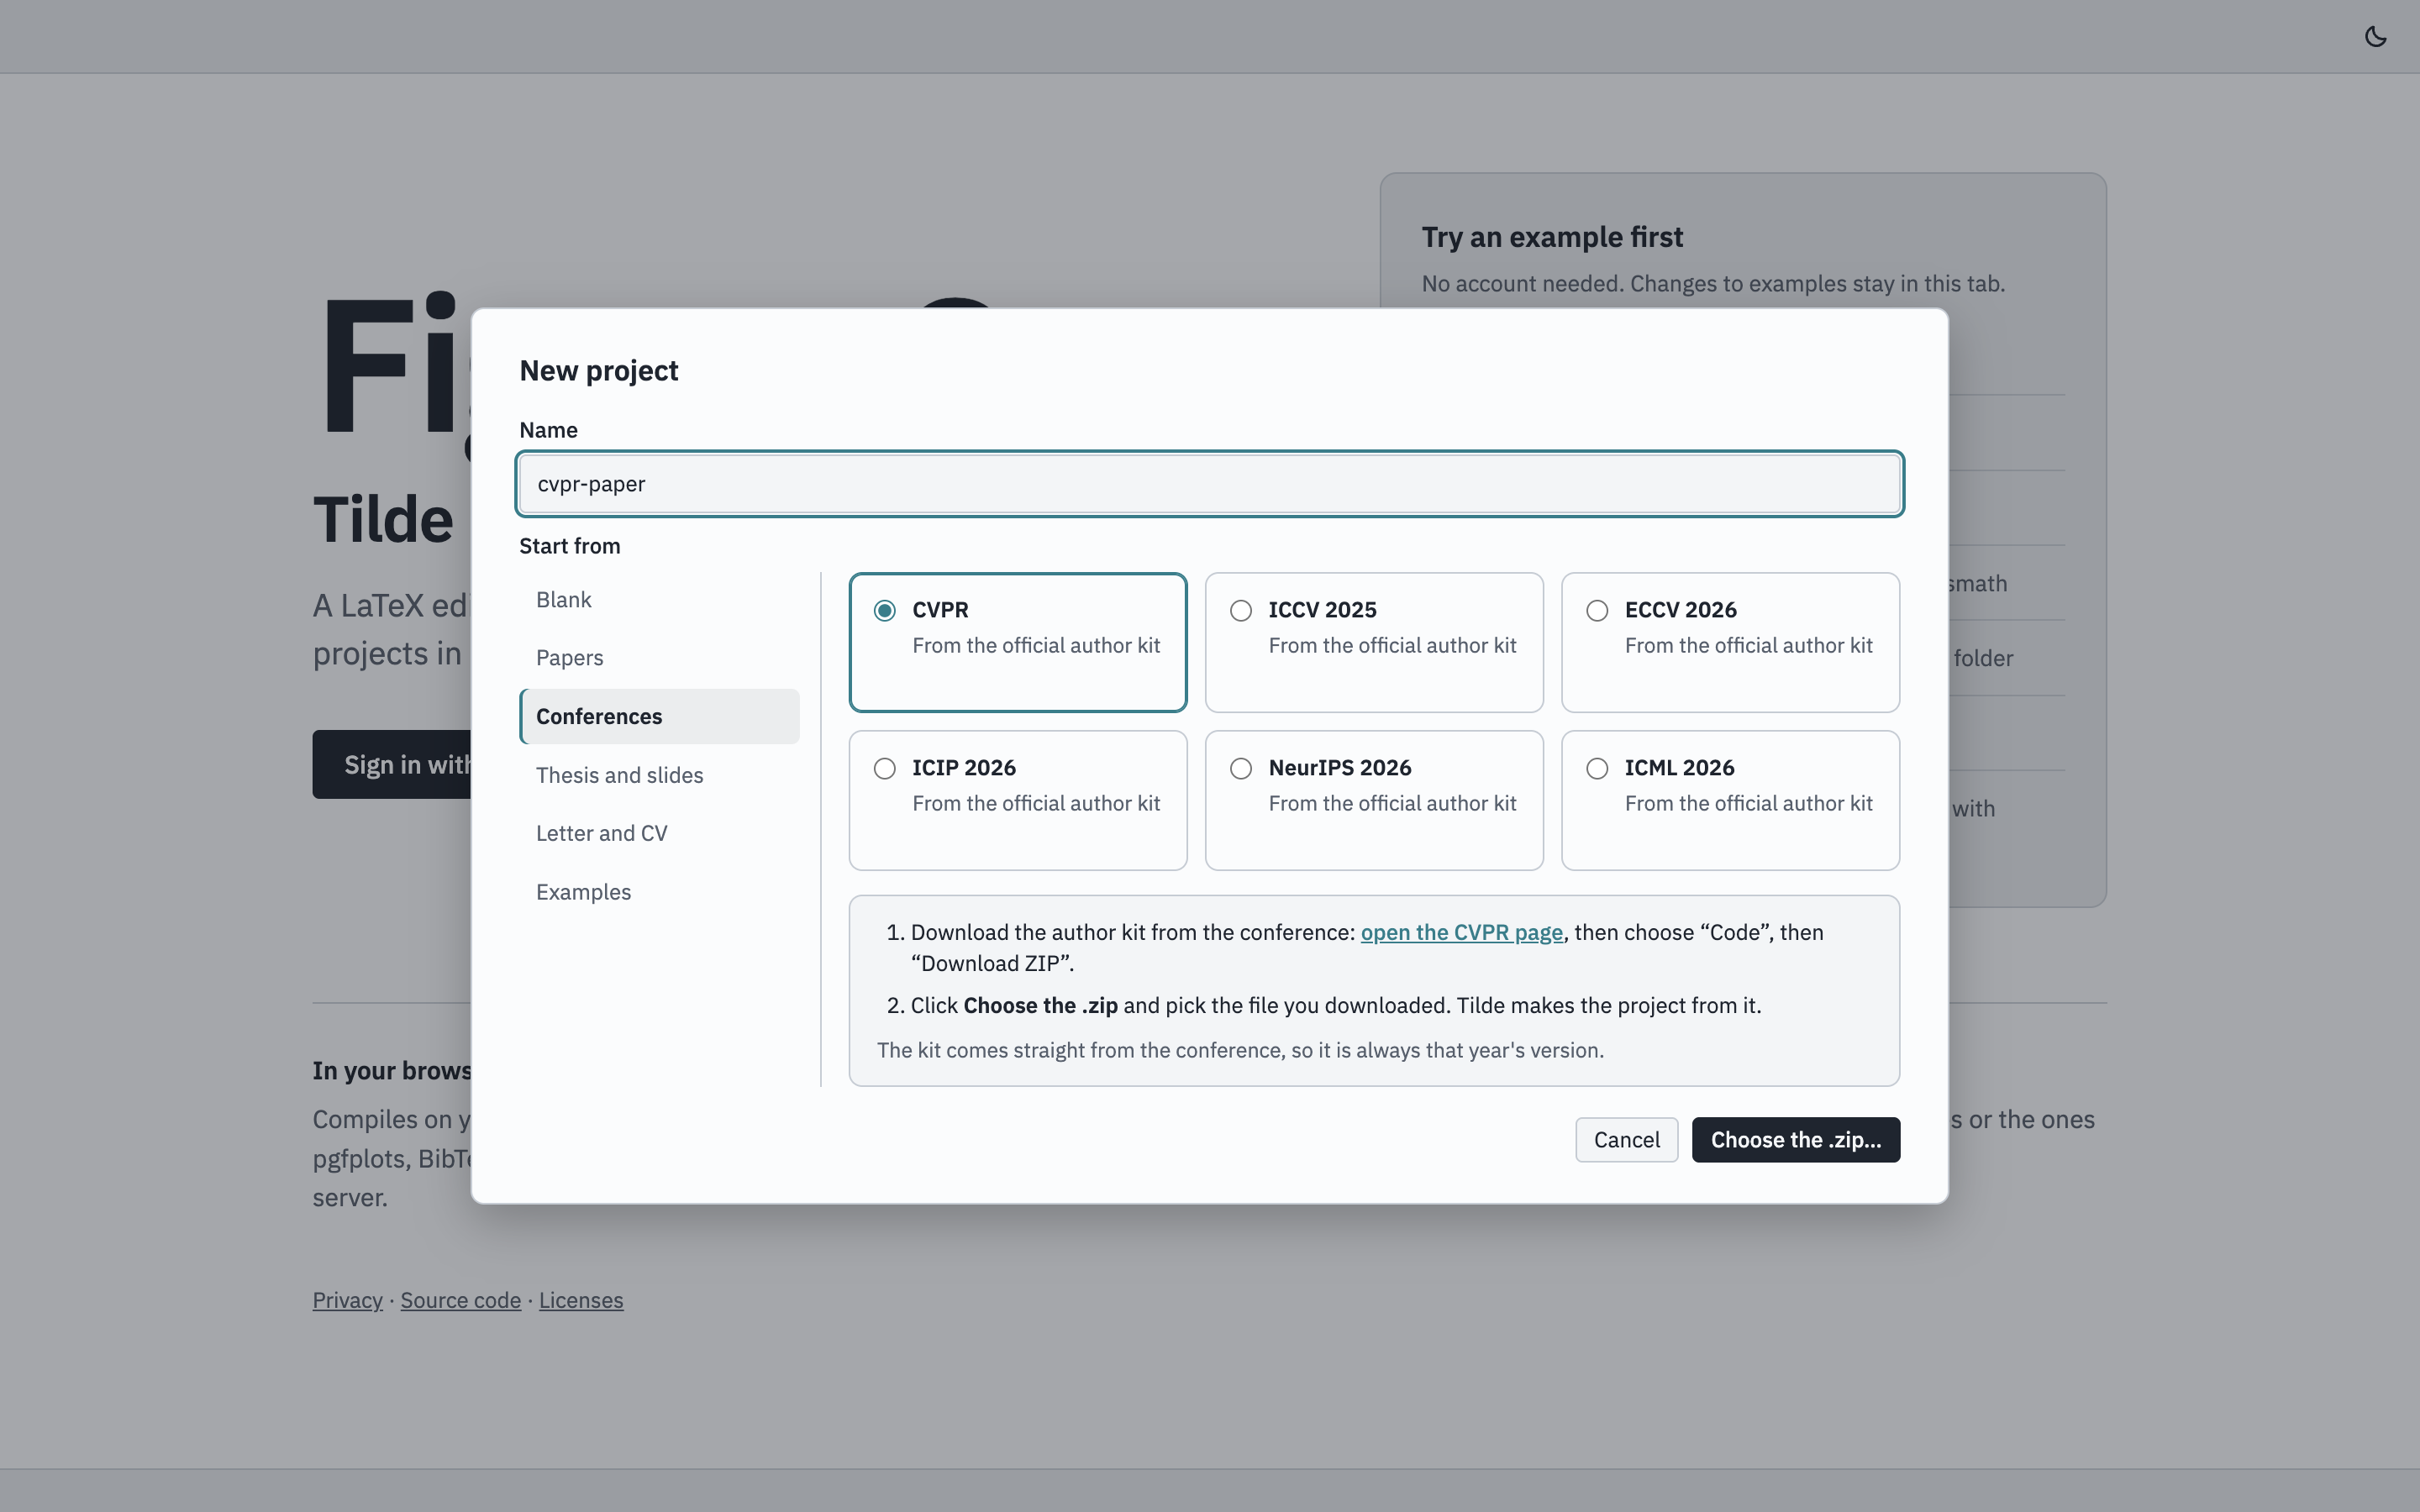 Try an example first
No account needed. Changes to examples stay in this tab.
Tilde
A LaTeX
projects in
Sign in with
New project
Name
cvpr-paper
Start from
Blank
Papers
Conferences
Thesis and slides
Letter and CV
Examples
CVPR
From the official author kit
ICCV 2025
From the official author kit
ECCV 2026
From the official author kit
ICIP 2026
From the official author kit
NeurIPS 2026
From the official author kit
ICML 2026
From the official author kit
1. Download the author kit from the conference: open the CVPR page, then choose “Code”, then
“Download ZIP”.
2. Click Choose the .zip and pick the file you downloaded. Tilde makes the project from it.
The kit comes straight from the conference, so it is always that year's version.
Cancel
Choose the .zip...
folder
with
In your
Compiles on
or the ones
pgfplots,
server.
Privacy · Source code · Licenses